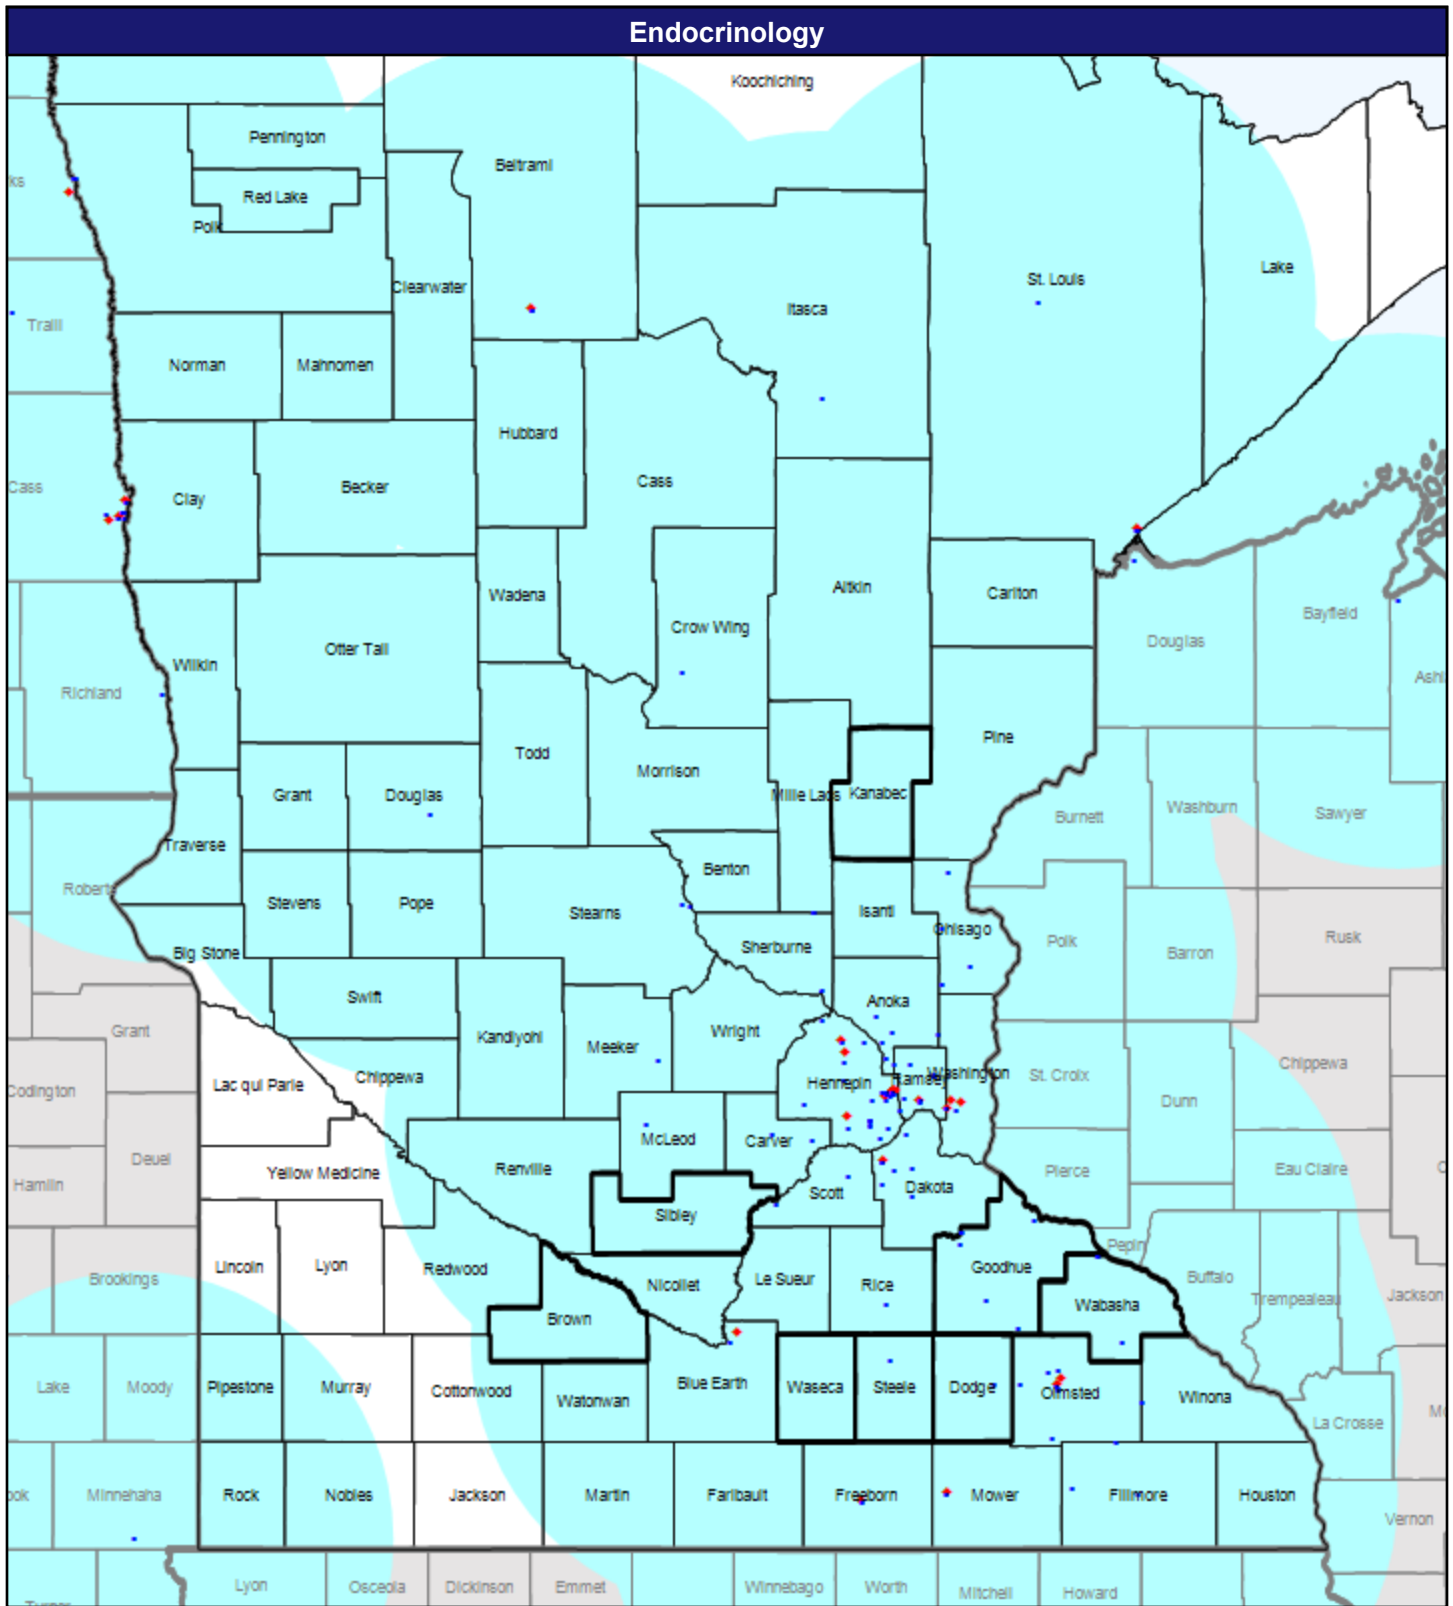 Endocrinology
Koochiching
Pennington
Beltrami
ks
Red Lake
Polk
Lake
St. Louis
Clearwater
Itasca
Traill
Norman
Mahnomen
Hubbard
Cass
Cass
Becker
Clay
Aitkin
Carlton
Wadena
Bayfield
Crow Wing
Douglas
Otter Tail
Wilkin
Ashl
Richland
Pine
Todd
Morrison
Grant
Douglas
Mille Lacs
Kanabec
Washburn
Sawyer
Burnett
Traverse
Benton
Roberts
Stevens
Pope
Stearns
Isanti
Chisago
Rusk
Polk
Sherburne
Big Stone
Barron
Swift
Anoka
Grant
Wright
Kandiyohi
Meeker
Chippewa
Washington
St. Croix
Chippewa
Ramsey
Hennepin
Lac qui Parle
Codington
Dunn
McLeod
Carver
Deuel
Renville
Yellow Medicine
Pierce
Eau Claire
Hamlin
Dakota
Scott
Sibley
Pepin
Lincoln
Lyon
Redwood
Goodhue
Brookings
Le Sueur
Nicollet
Rice
Buffalo
Trempealeau
Jackson
Wabasha
Brown
Lake
Moody
Pipestone
Murray
Cottonwood
Blue Earth
Waseca
Steele
Dodge
Olmsted
Winona
Watonwan
La Crosse
ook
Minnehaha
Rock
Nobles
Jackson
Martin
Faribault
Freeborn
Mower
Fillmore
Houston
Vernon
Lyon
Osceola
Dickinson
Emmet
Winnebago
Worth
Mitchell
Howard
Turner